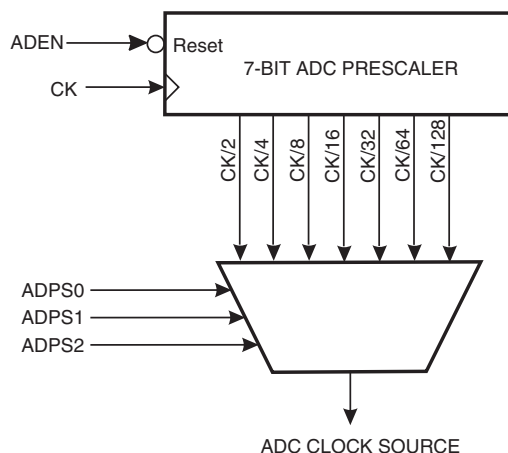 ADEN
Reset
7-BIT ADC PRESCALER
CK
CK/2
CK/4
CK/8
CK/16
CK/32
CK/64
CK/128
ADPS0
ADPS1
ADPS2
ADC CLOCK SOURCE